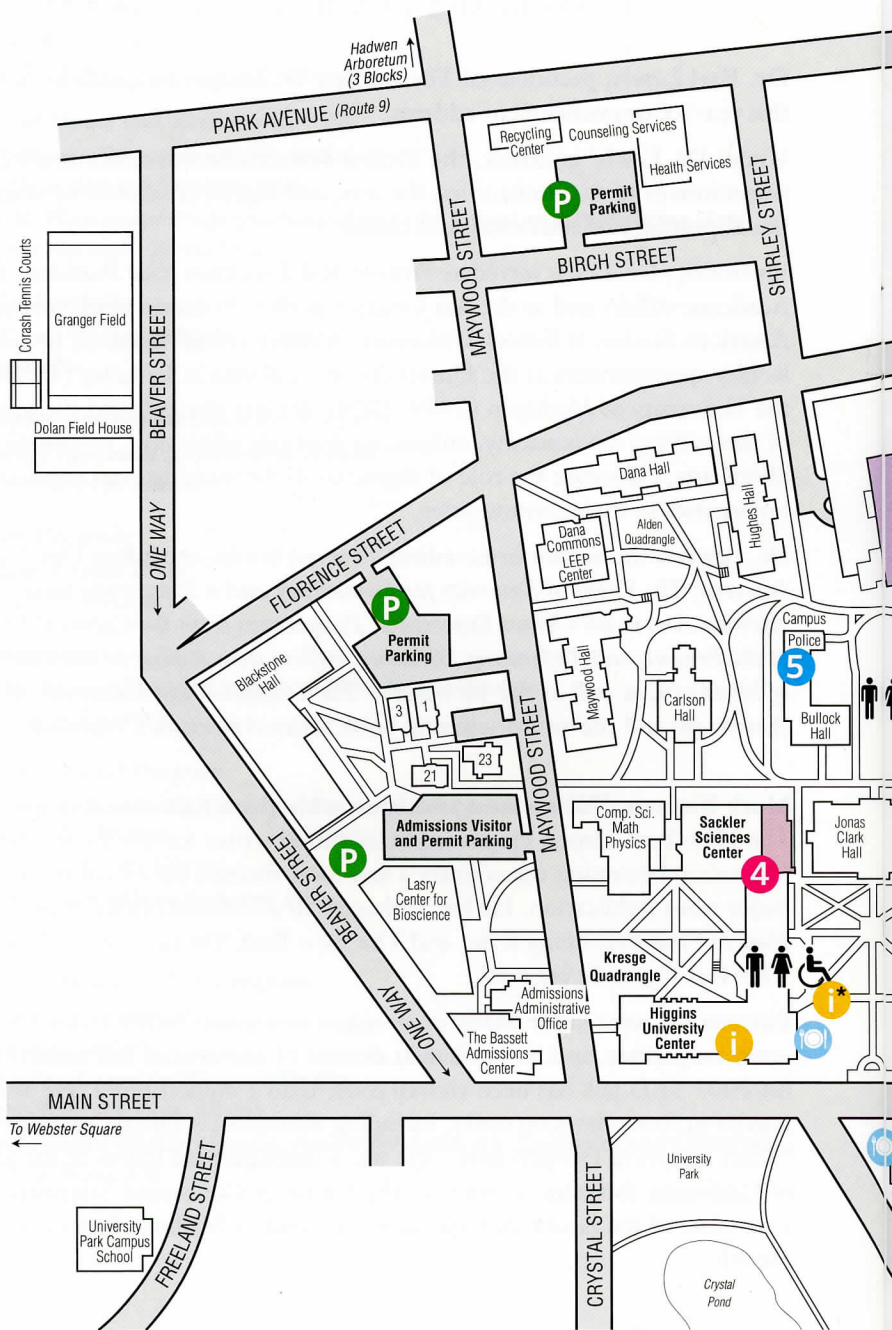 Hadwen
Arboretum
(3 Blocks)
PARK AVENUE (Route 9)
Recycling
Center
Counseling Services
Health Services
P
Permit
Parking
BIRCH STREET
SHIRLEY STREET
MAYWOOD STREET
Corash Tennis Courts
Granger Field
Dolan Field House
BEAVER STREET
ONE WAY
FLORENCE STREET
P
Permit
Parking
Blackstone
Hall
3
1
21
23
MAYWOOD STREET
Admissions Visitor
and Permit Parking
P
BEAVER STREET
ONE WAY
Lasry
Center for
Bioscience
Admissions
Administrative
Office
The Bassett
Admissions
Center
Dana Hall
Dana
Commons
LEEP
Center
Alden
Quadrangle
Hughes Hall
Maywood Hall
Carlson
Hall
Campus
Police
5
Bullock
Hall
Comp. Sci.
Math
Physics
Sackler
Sciences
Center
4
Jonas
Clark
Hall
Kresge
Quadrangle
Higgins
University
Center
i
i*
MAIN STREET
To Webster Square
FREELAND STREET
University
Park Campus
School
CRYSTAL STREET
University
Park
Crystal
Pond
L